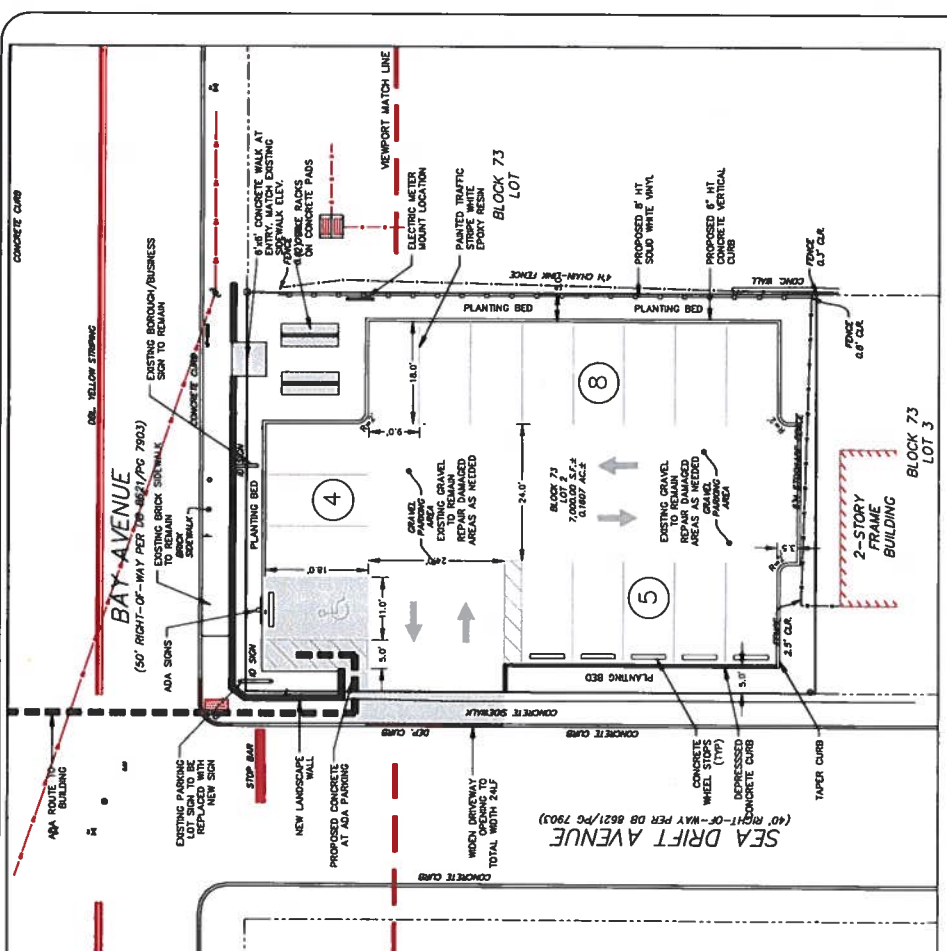 CONCRETE CURB
DBL. YELLOW STRIPING
BAY AVENUE
(50' RIGHT-OF-WAY PER DB 8621/PG 7903)
EXISTING BRICK SIDEWALK
TO REMAIN
BRICK
SIDEWALK
CONCRETE CURB
EXISTING BOROUGH/BUSINESS
SIGN TO REMAIN
ID SIGN
6'x6' CONCRETE WALK AT
ENTRY. MATCH EXISTING
SIDEWALK ELEV.
BIKE RACKS
ON CONCRETE PADS
FENCE
VIEWPORT MATCH LINE
ELECTRIC METER
MOUNT LOCATION
PAINTED TRAFFIC
STRIPE WHITE
EPOXY RESIN
BLOCK 73
LOT
4'H CHAIN-LINK FENCE
PROPOSED 8' HT
SOLID WHITE VINYL
PROPOSED 6" HT
CONCRETE VERTICAL
CURB
CONC. WALL
FENCE
0.3' CLR.
FENCE
0.6' CLR.
PLANTING BED
PLANTING BED
5.0'
PLANTING BED
18.0'
9.0'
8
4
EXISTING GRAVEL
TO REMAIN
REPAIR DAMAGED
AREAS AS NEEDED
GRAVEL
PARKING
AREA
24.0'
BLOCK 73
LOT 2
7,000.00 S.F.±
0.1607 AC.±
EXISTING GRAVEL
TO REMAIN
REPAIR DAMAGED
AREAS AS NEEDED
GRAVEL
PARKING
AREA
18.0'
11.0'
5.0'
5
3.5'
2-STORY
FRAME
BUILDING
BLOCK 73
LOT 3
FENCE
2.5' CLR.
PLANTING BED
5.0'
ADA SIGNS
ID SIGN
ADA ROUTE TO
BUILDING
EXISTING PARKING
LOT SIGN TO BE
REPLACED WITH
NEW SIGN
STOP BAR
NEW LANDSCAPE
WALL
PROPOSED CONCRETE
AT ADA PARKING
DEP. CURB
CONCRETE SIDEWALK
CONCRETE CURB
WIDEN DRIVEWAY
OPENING TO
TOTAL WIDTH 24LF
CONCRETE
WHEEL STOPS
(TYP)
DEPRESSSED
CONCRETE CURB
TAPER CURB
SEA DRIFT AVENUE
(40' RIGHT-OF-WAY PER DB 8621/PG 7903)
CONCRETE CURB